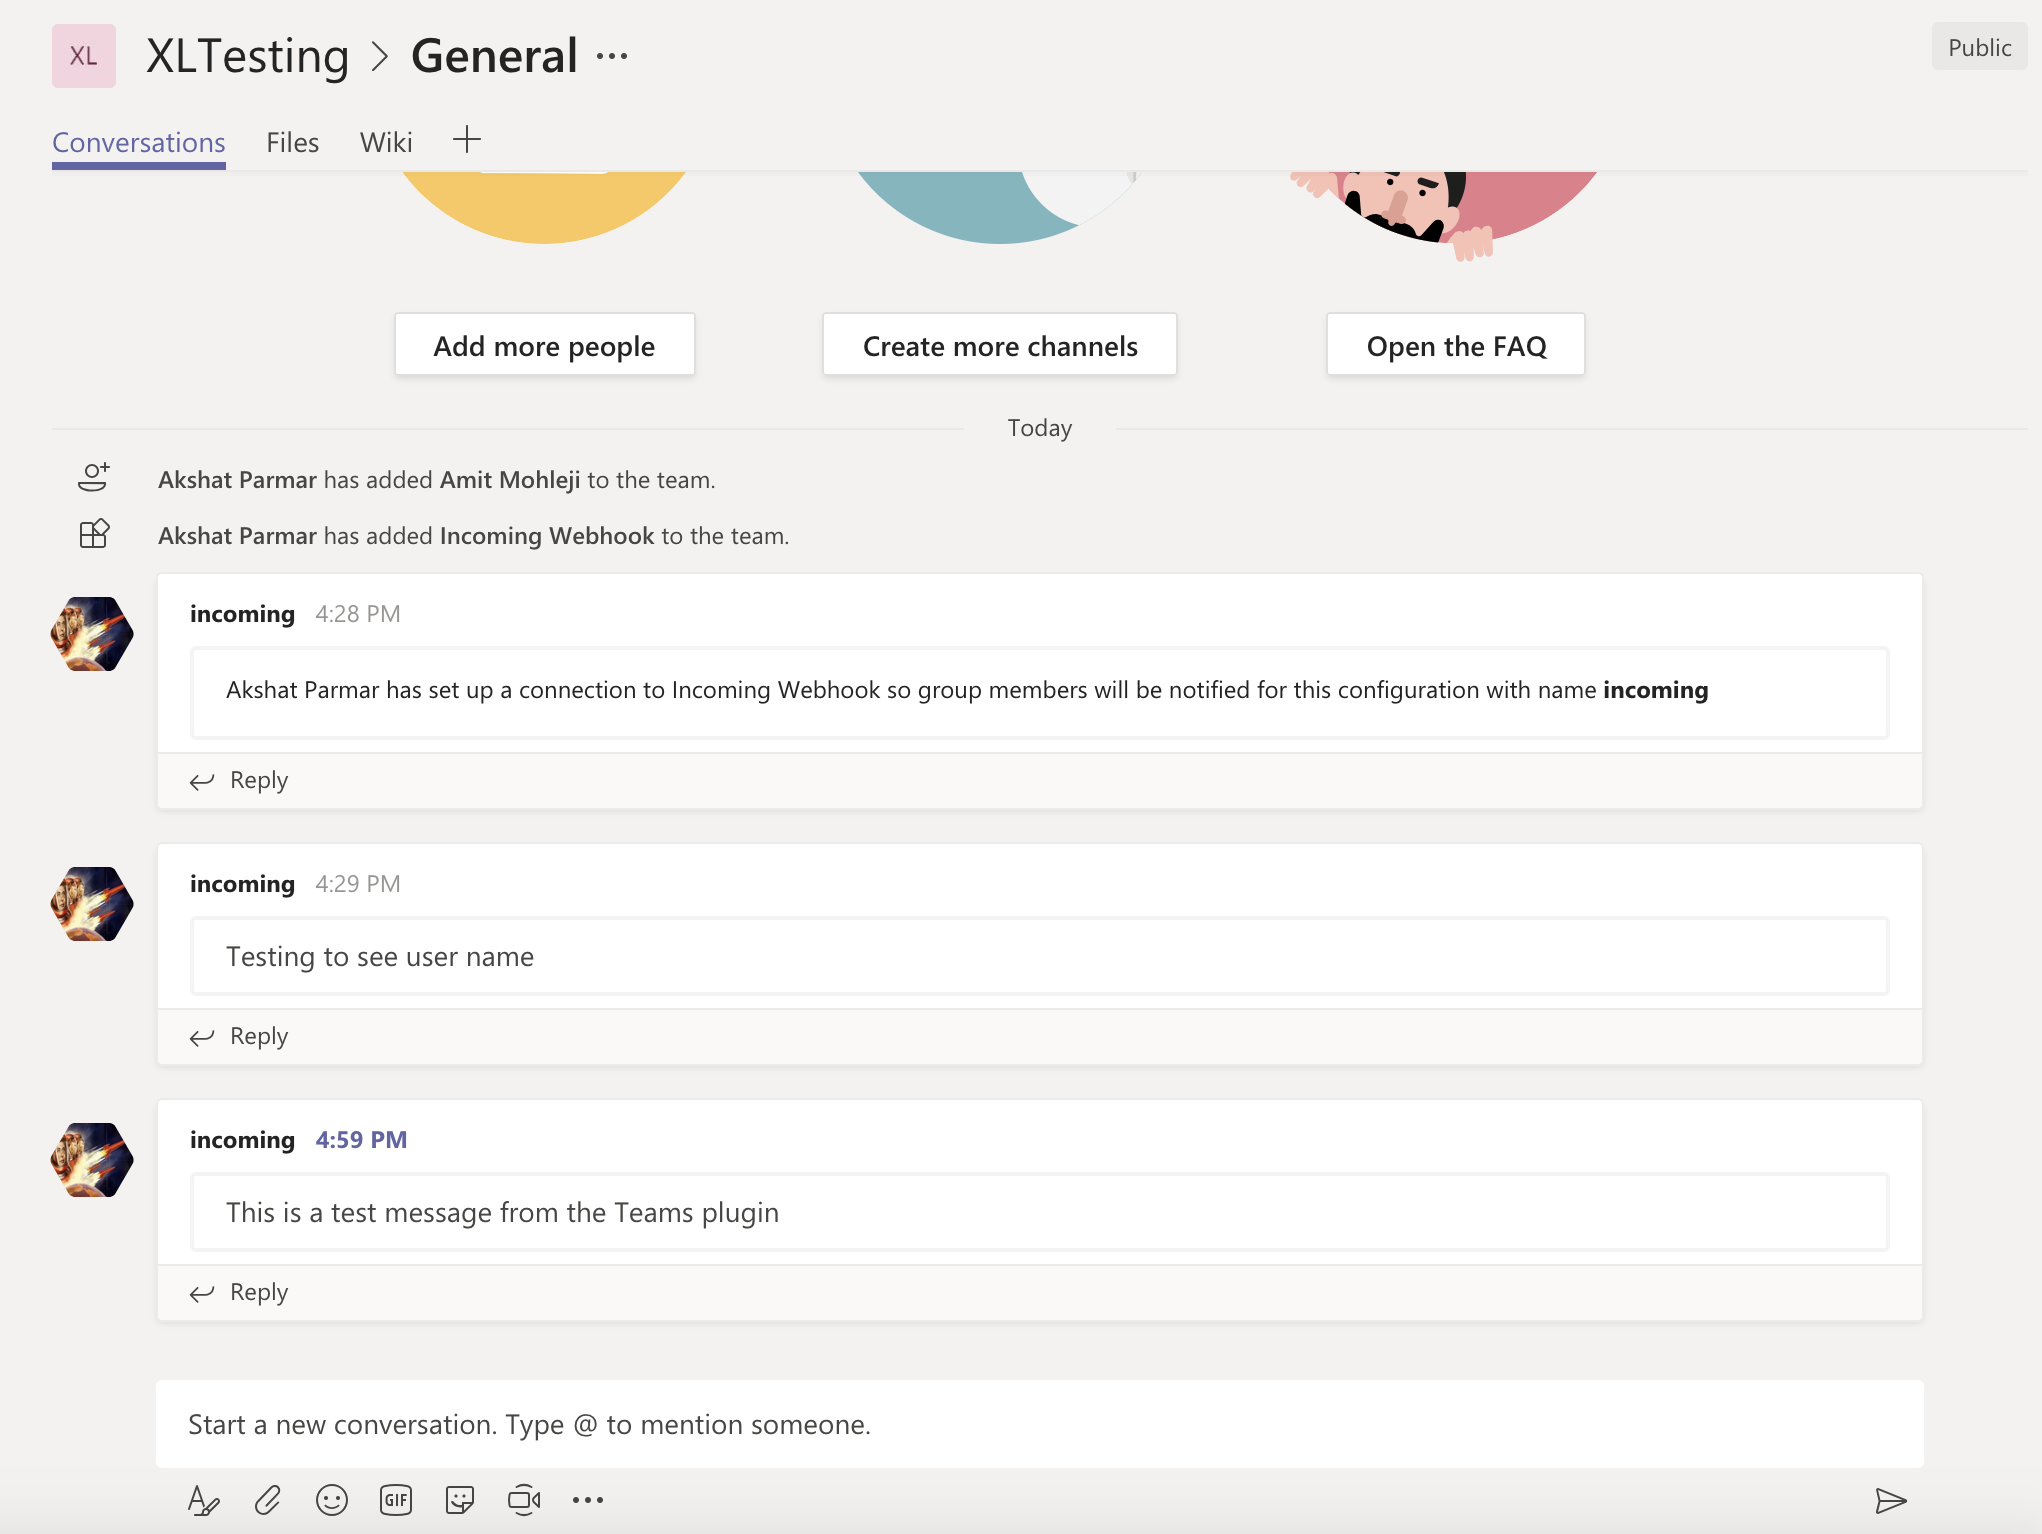 XL XLTesting > General ...
Public
Conversations Files Wiki +
Add more people Create more channels Open the FAQ
Today
Akshat Parmar has added Amit Mohleji to the team.
Akshat Parmar has added Incoming Webhook to the team.
incoming 4:28 PM
Akshat Parmar has set up a connection to Incoming Webhook so group members will be notified for this configuration with name incoming
Reply
incoming 4:29 PM
Testing to see user name
Reply
incoming 4:59 PM
This is a test message from the Teams plugin
Reply
Start a new conversation. Type @ to mention someone.
GIF